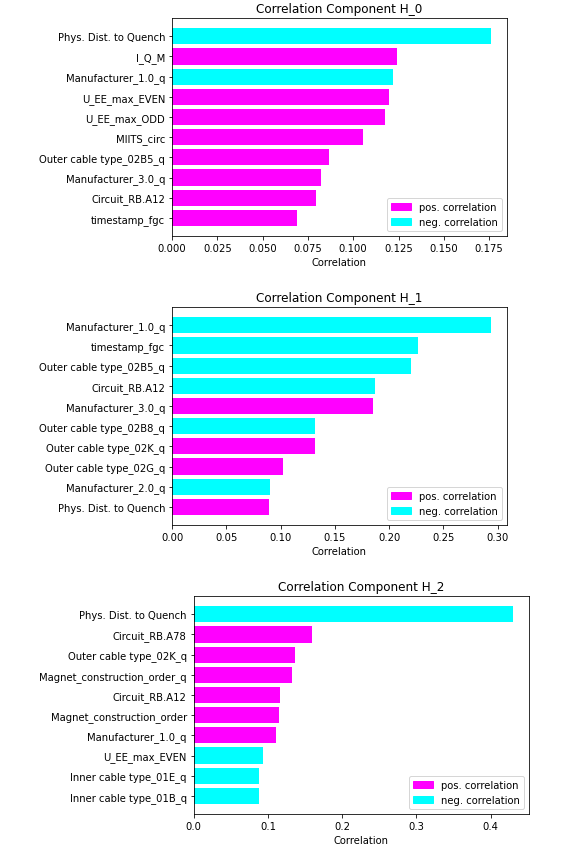 Correlation Component H_0
Phys. Dist. to Quench
I_Q_M
Manufacturer_1.0_q
U_EE_max_EVEN
U_EE_max_ODD
MIITS_circ
Outer cable type_02B5_q
Manufacturer_3.0_q
Circuit_RB.A12
timestamp_fgc
pos. correlation
neg. correlation
0.000 0.025 0.050 0.075 0.100 0.125 0.150 0.175
Correlation
Correlation Component H_1
Manufacturer_1.0_q
timestamp_fgc
Outer cable type_02B5_q
Circuit_RB.A12
Manufacturer_3.0_q
Outer cable type_02B8_q
Outer cable type_02K_q
Outer cable type_02G_q
Manufacturer_2.0_q
Phys. Dist. to Quench
pos. correlation
neg. correlation
0.00 0.05 0.10 0.15 0.20 0.25 0.30
Correlation
Correlation Component H_2
Phys. Dist. to Quench
Circuit_RB.A78
Outer cable type_02K_q
Magnet_construction_order_q
Circuit_RB.A12
Magnet_construction_order
Manufacturer_1.0_q
U_EE_max_EVEN
Inner cable type_01E_q
Inner cable type_01B_q
pos. correlation
neg. correlation
0.0 0.1 0.2 0.3 0.4
Correlation